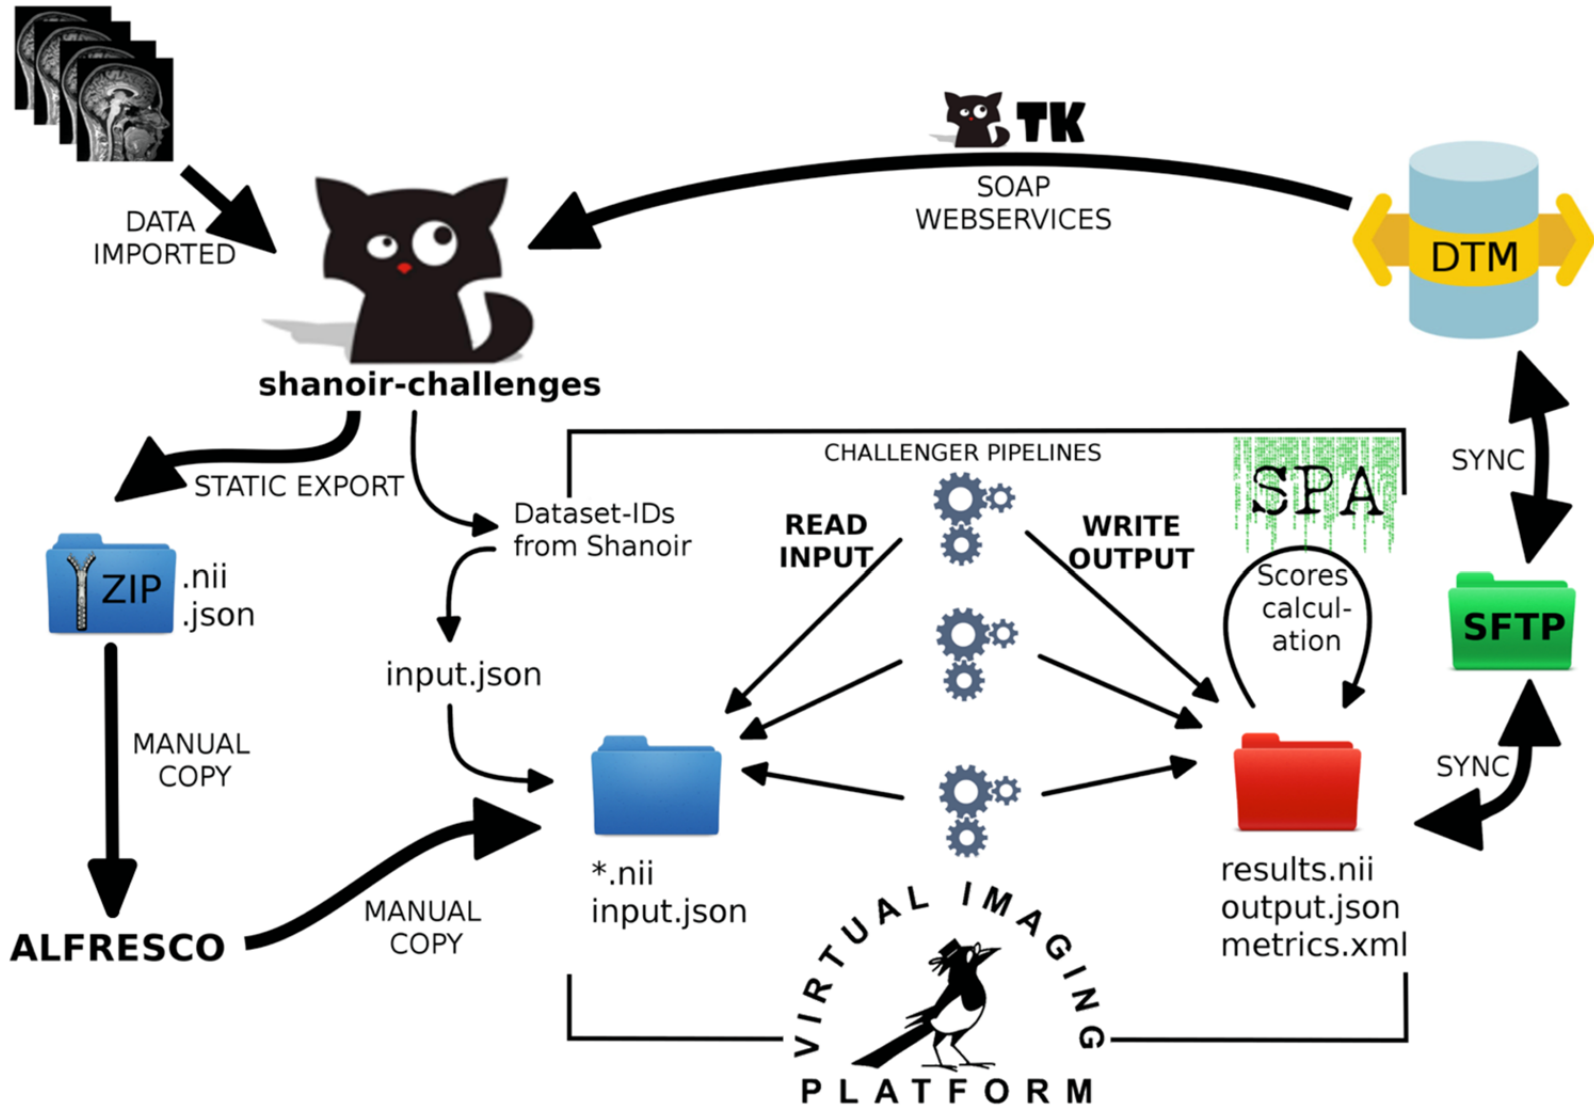 TK
SOAP
WEBSERVICES
DATA
IMPORTED
DTM
shanoir-challenges
STATIC EXPORT
ZIP
.nii
.json
MANUAL
COPY
ALFRESCO
MANUAL
COPY
Dataset-IDs
from Shanoir
input.json
CHALLENGER PIPELINES
READ
INPUT
WRITE
OUTPUT
SPA
Scores
calcul-
ation
*.nii
input.json
results.nii
output.json
metrics.xml
SYNC
SFTP
SYNC
VIRTUAL IMAGING
PLATFORM